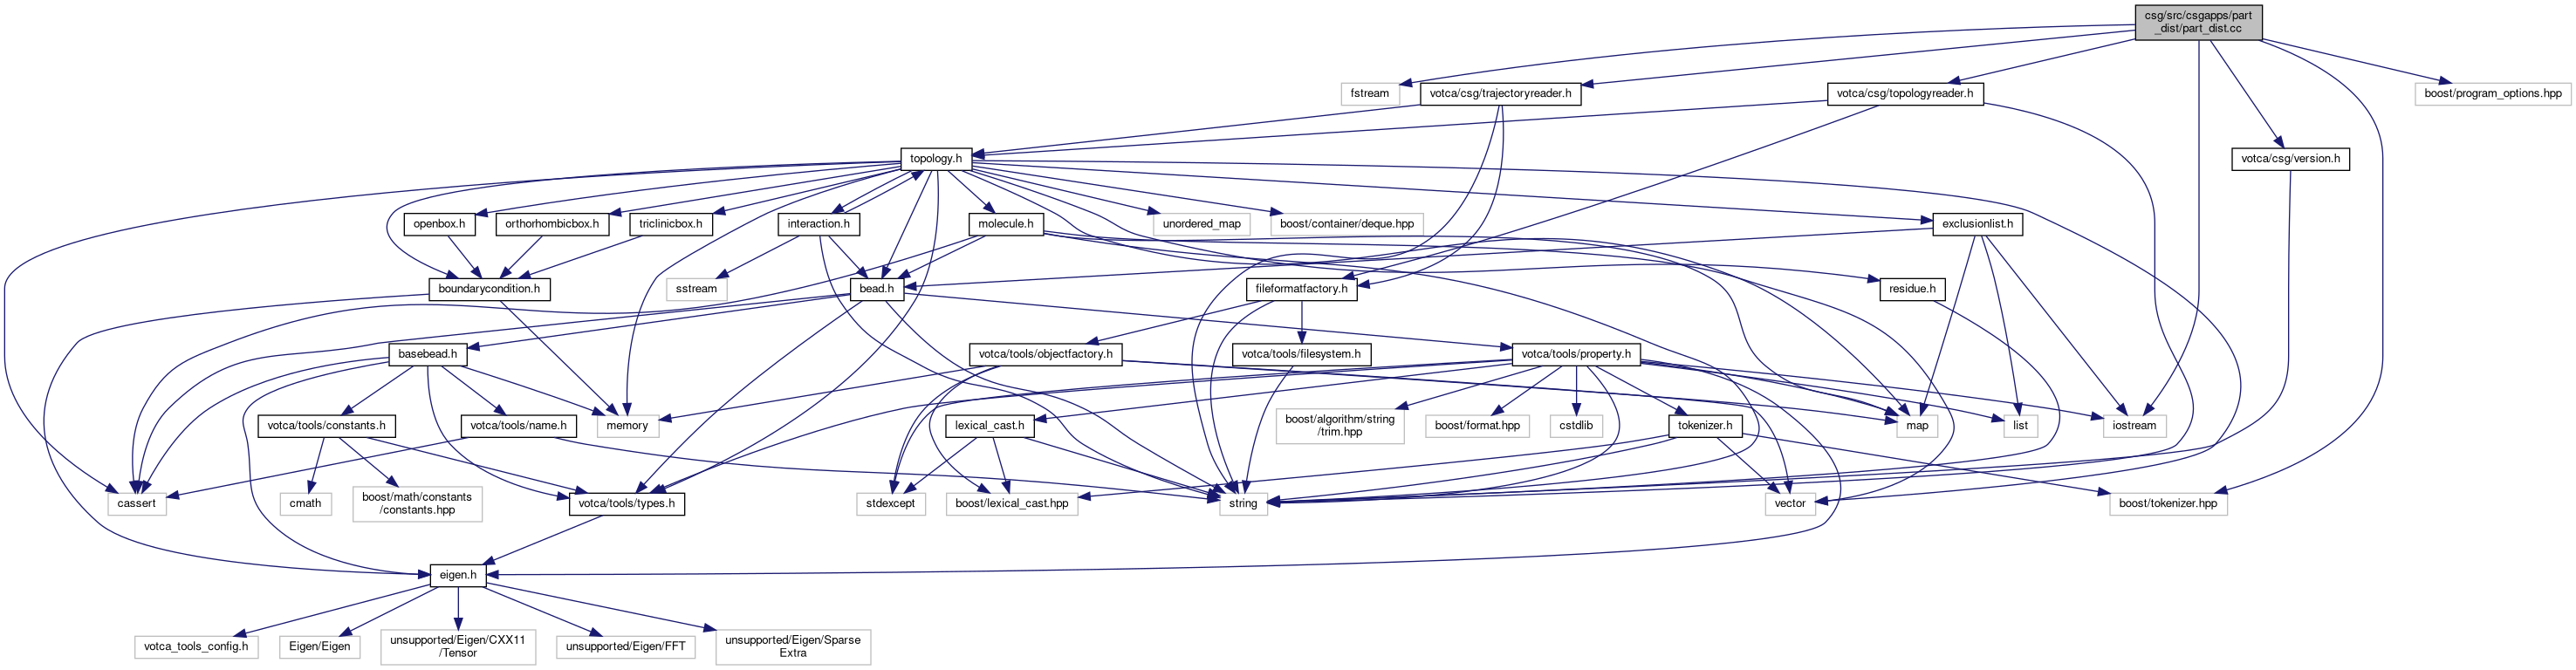 csg/src/csgapps/part
_dist/part_dist.cc
fstream
votca/csg/trajectoryreader.h
votca/csg/topologyreader.h
boost/program_options.hpp
topology.h
votca/csg/version.h
openbox.h
orthorhombicbox.h
triclinicbox.h
interaction.h
molecule.h
unordered_map
boost/container/deque.hpp
exclusionlist.h
boundarycondition.h
sstream
bead.h
fileformatfactory.h
residue.h
basebead.h
votca/tools/objectfactory.h
votca/tools/filesystem.h
votca/tools/property.h
votca/tools/constants.h
votca/tools/name.h
memory
lexical_cast.h
boost/algorithm/string
/trim.hpp
boost/format.hpp
cstdlib
tokenizer.h
map
list
iostream
cassert
cmath
boost/math/constants
/constants.hpp
votca/tools/types.h
stdexcept
boost/lexical_cast.hpp
string
vector
boost/tokenizer.hpp
eigen.h
votca_tools_config.h
Eigen/Eigen
unsupported/Eigen/CXX11
/Tensor
unsupported/Eigen/FFT
unsupported/Eigen/Sparse
Extra